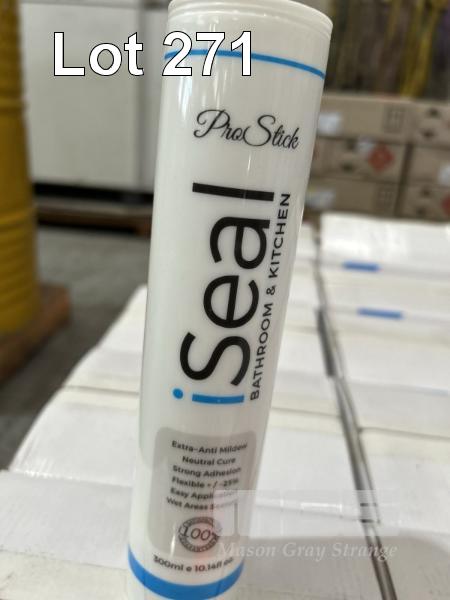 Lot 271
ProStick
iSeal
BATHROOM & KITCHEN
Extra-Anti Mildew
Neutral Cure
Strong Adhesion
Flexible + / -25%
Easy Application
Wet Areas
100%
300ml e 10.14fl oz
Mason Gray Strange